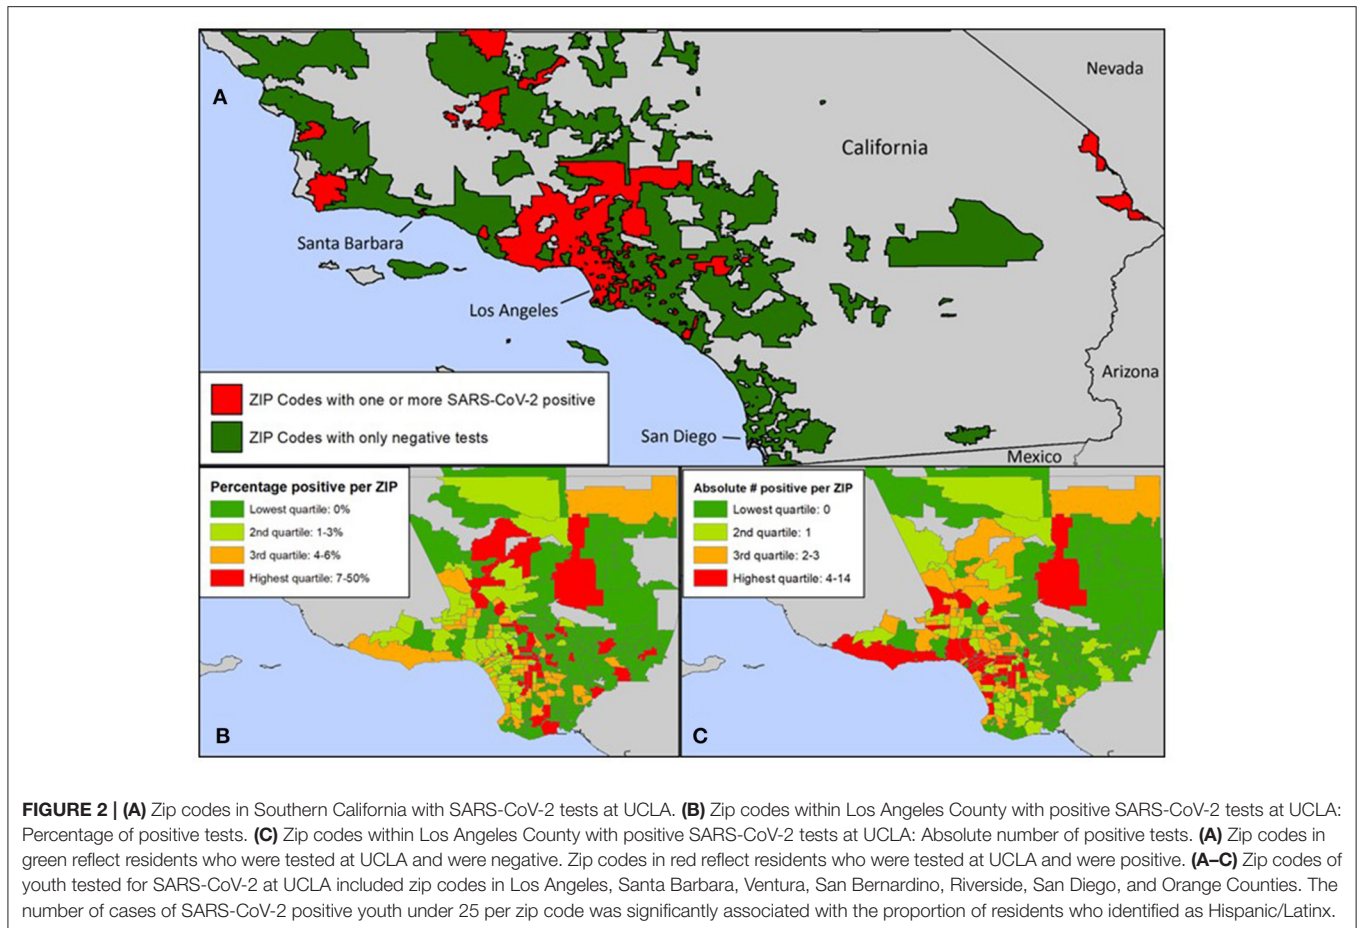 A
Nevada
California
Santa Barbara
Los Angeles
Arizona
ZIP Codes with one or more SARS-CoV-2 positive
ZIP Codes with only negative tests
San Diego
Mexico
Percentage positive per ZIP
Lowest quartile: 0%
2nd quartile: 1-3%
3rd quartile: 4-6%
Highest quartile: 7-50%
B
Absolute # positive per ZIP
Lowest quartile: 0
2nd quartile: 1
3rd quartile: 2-3
Highest quartile: 4-14
C
FIGURE 2 | (A) Zip codes in Southern California with SARS-CoV-2 tests at UCLA. (B) Zip codes within Los Angeles County with positive SARS-CoV-2 tests at UCLA:
Percentage of positive tests. (C) Zip codes within Los Angeles County with positive SARS-CoV-2 tests at UCLA: Absolute number of positive tests. (A) Zip codes in
green reflect residents who were tested at UCLA and were negative. Zip codes in red reflect residents who were tested at UCLA and were positive. (A–C) Zip codes of
youth tested for SARS-CoV-2 at UCLA included zip codes in Los Angeles, Santa Barbara, Ventura, San Bernardino, Riverside, San Diego, and Orange Counties. The
number of cases of SARS-CoV-2 positive youth under 25 per zip code was significantly associated with the proportion of residents who identified as Hispanic/Latinx.